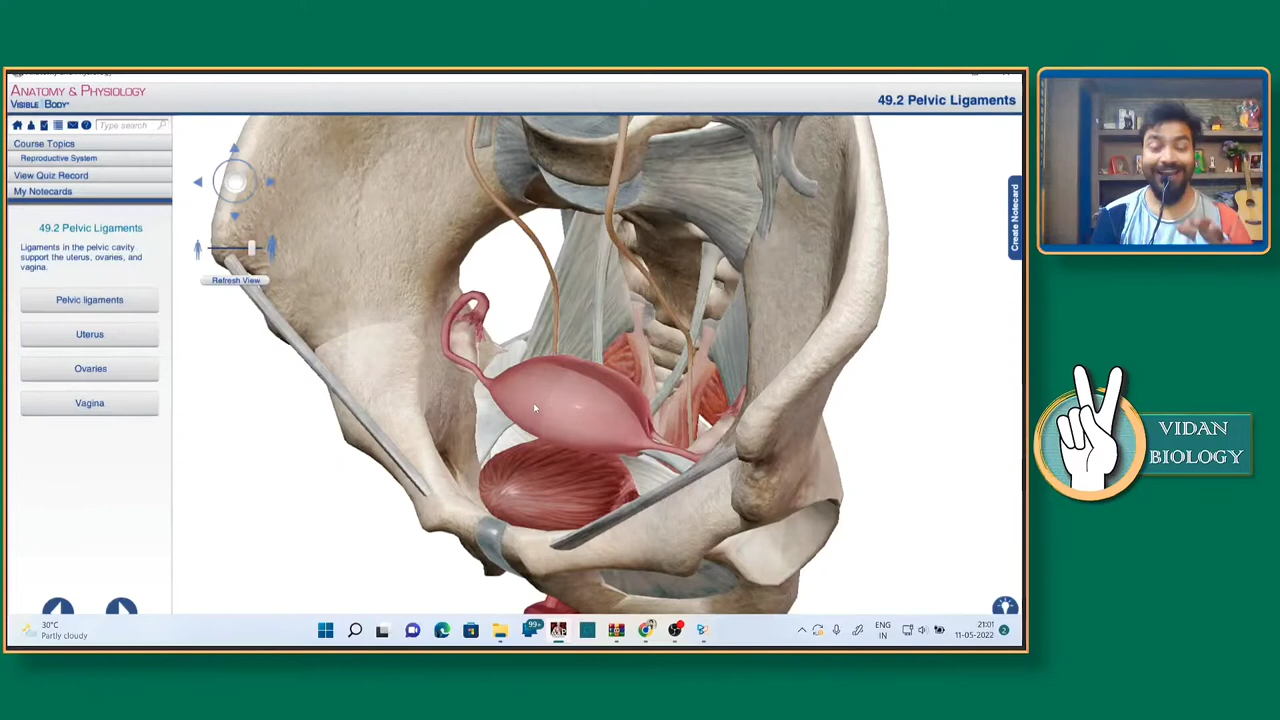 ANATOMY & PHYSIOLOGY
VISIBLE BODY®
49.2 Pelvic Ligaments
Type search
Course Topics
Reproductive System
View Quiz Record
My Notecards
49.2 Pelvic Ligaments
Ligaments in the pelvic cavity
support the uterus, ovaries, and
vagina.
Pelvic ligaments
Uterus
Ovaries
Vagina
Refresh View
Create Notecard
VIDAN
BIOLOGY
30°C
Partly cloudy
99+
ENG
IN
21:01
11-05-2022
2